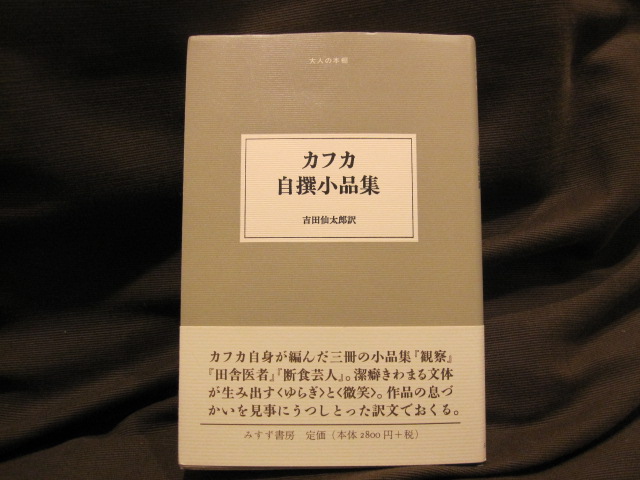 大人の本棚
カフカ
自撰小品集
吉田仙太郎訳
カフカ自身が編んだ三冊の小品集『観察』
『田舎医者』『断食芸人』。潔癖きわまる文体
が生み出す〈ゆらぎ〉と〈微笑〉。作品の息づ
かいを見事にうつしとった訳文でおくる。
みすず書房 定価（本体2800円＋税）